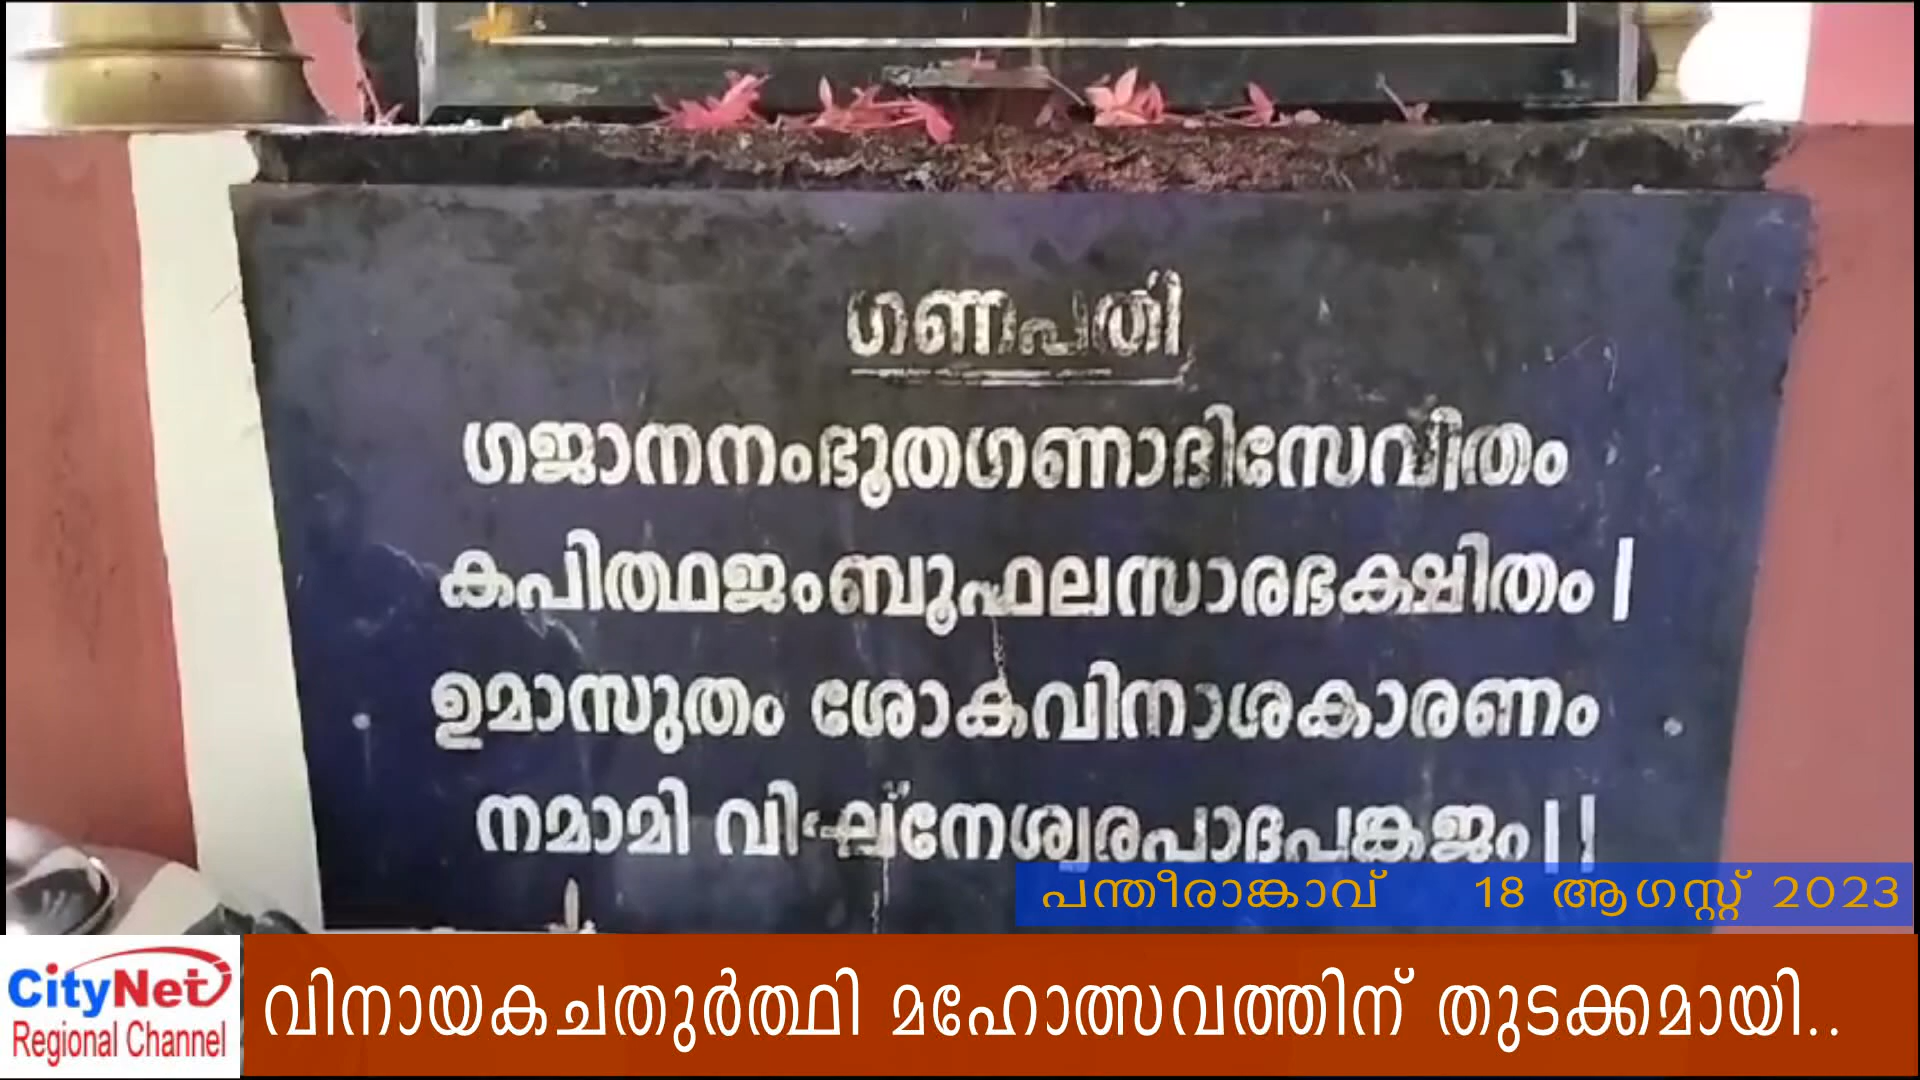 ഗണപതി
ഗജാനനംഭൂതഗണാദിസേവിതം
കപിത്ഥജംബൂഫലസാരഭക്ഷിതം |
ഉമാസുതം ശോകവിനാശകാരണം
നമാമി വിഘ്നേശ്വരപാദപങ്കജം ||
പന്തീരാങ്കാവ് 18 ആഗസ്റ്റ് 2023
CityNet
Regional Channel
വിനായകചതുർത്ഥി മഹോത്സവത്തിന് തുടക്കമായി..